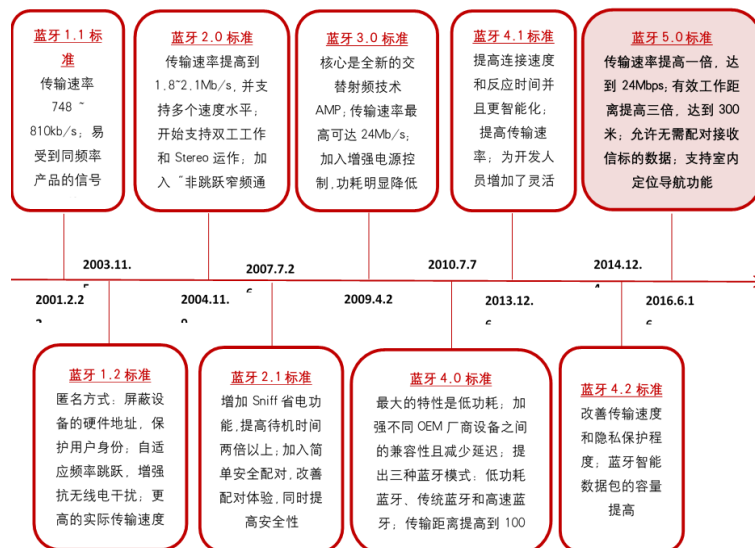 蓝牙 1.1 标
准
传输速率
748 ~
810kb/s；易
受到同频率
产品的信号
蓝牙 2.0 标准
传输速率提高到
1.8~2.1Mb/s，并支
持多个速度水平；
开始支持双工工作
和 Stereo 运作；加
入“非跳跃窄频通
蓝牙 3.0 标准
核心是全新的交
替射频技术
AMP；传输速率最
高可达 24Mb/s；
加入增强电源控
制，功耗明显降低
蓝牙 4.1 标准
提高连接速度
和反应时间并
且更智能化；
提高传输速
率；为开发人
员增加了灵活
蓝牙 5.0 标准
传输速率提高一倍，达
到 24Mbps；有效工作距
离提高三倍，达到 300
米；允许无需配对接收
信标的数据；支持室内
定位导航功能
2003.11.
5
2007.7.2
6
2010.7.7
2014.12.
4
2001.2.2
2
2004.11.
9
2009.4.2
2013.12.
6
2016.6.1
6
蓝牙 1.2 标准
匿名方式：屏蔽设
备的硬件地址，保
护用户身份；自适
应频率跳跃，增强
抗无线电干扰；更
高的实际传输速度
蓝牙 2.1 标准
增加 Sniff 省电功
能，提高待机时间
两倍以上；加入简
单安全配对，改善
配对体验，同时提
高安全性
蓝牙 4.0 标准
最大的特性是低功耗；加
强不同 OEM 厂商设备之间
的兼容性且减少延迟；提
出三种蓝牙模式：低功耗
蓝牙、传统蓝牙和高速蓝
牙；传输距离提高到 100
蓝牙 4.2 标准
改善传输速度
和隐私保护程
度；蓝牙智能
数据包的容量
提高